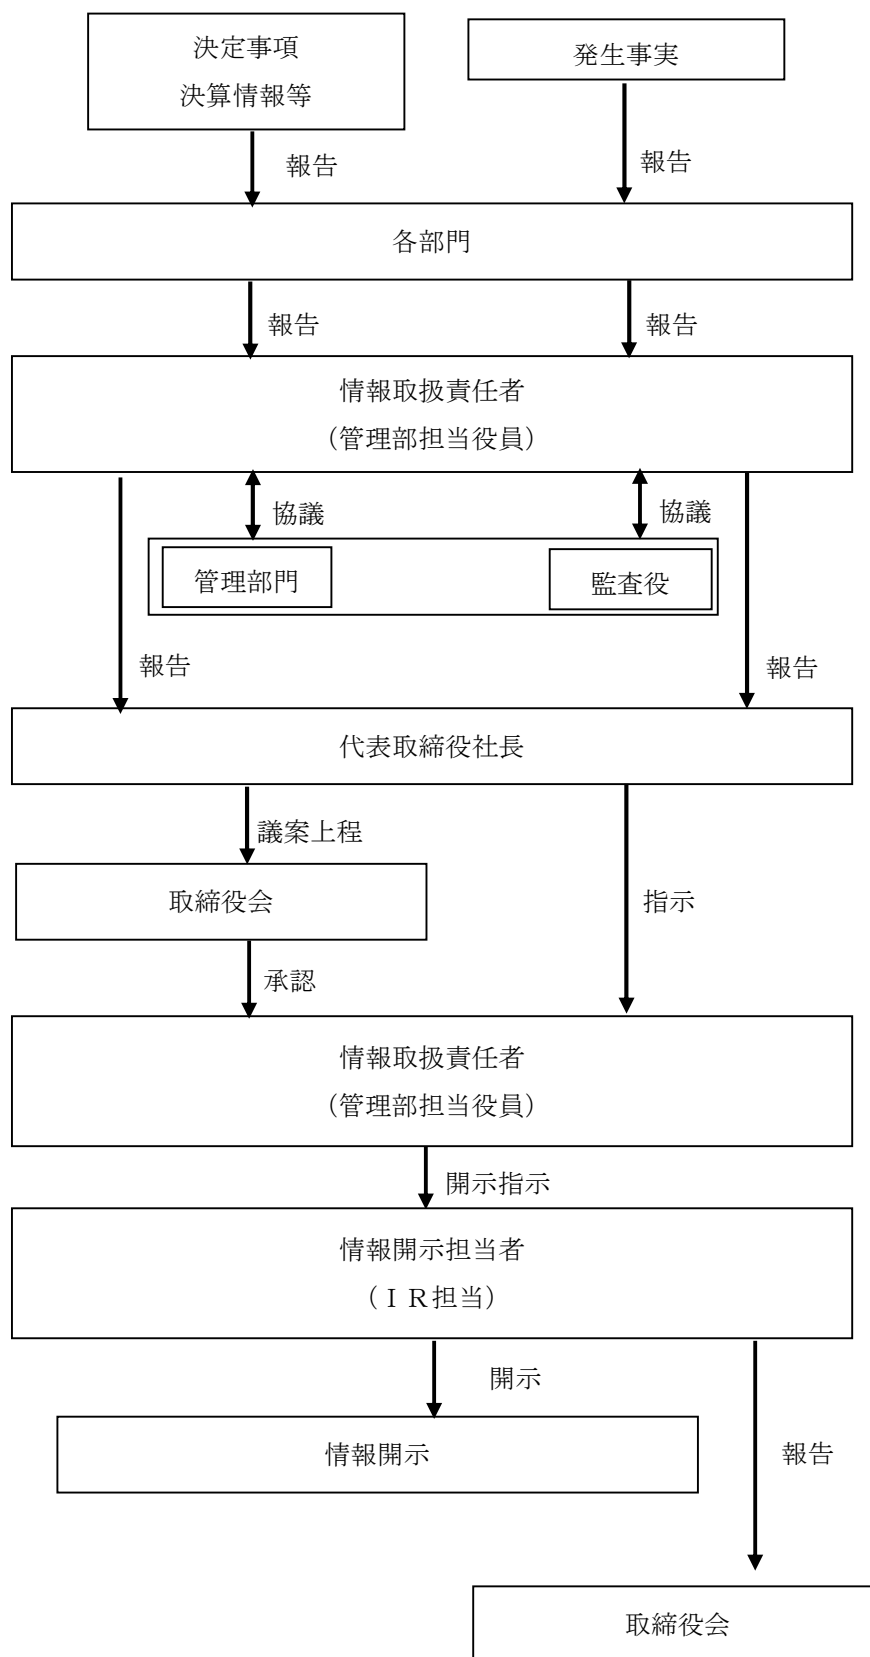 決定事項
決算情報等
発生事実
報告
報告
各部門
報告
報告
情報取扱責任者
（管理部担当役員）
協議
協議
管理部門
監査役
報告
報告
代表取締役社長
議案上程
取締役会
指示
承認
情報取扱責任者
（管理部担当役員）
開示指示
情報開示担当者
（ＩＲ担当）
開示
情報開示
報告
取締役会